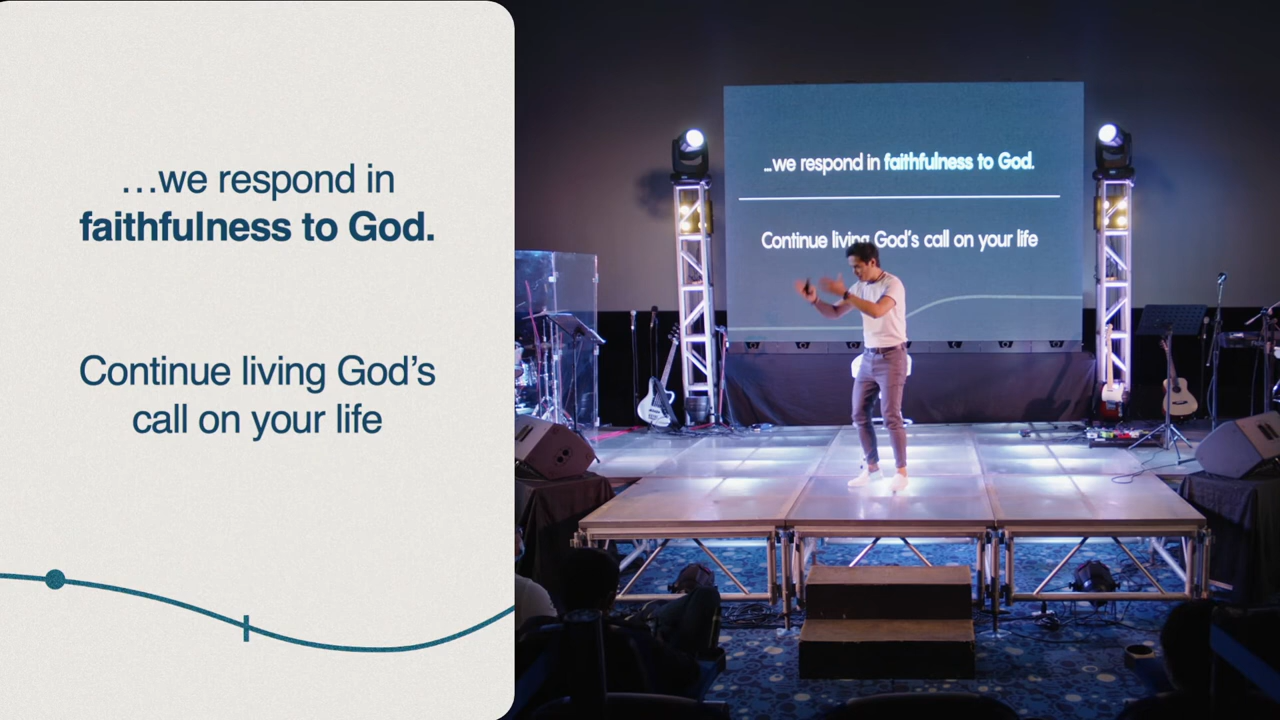 …we respond in
faithfulness to God.
Continue living God’s
call on your life
...we respond in faithfulness to God.
Continue living God's call on your life